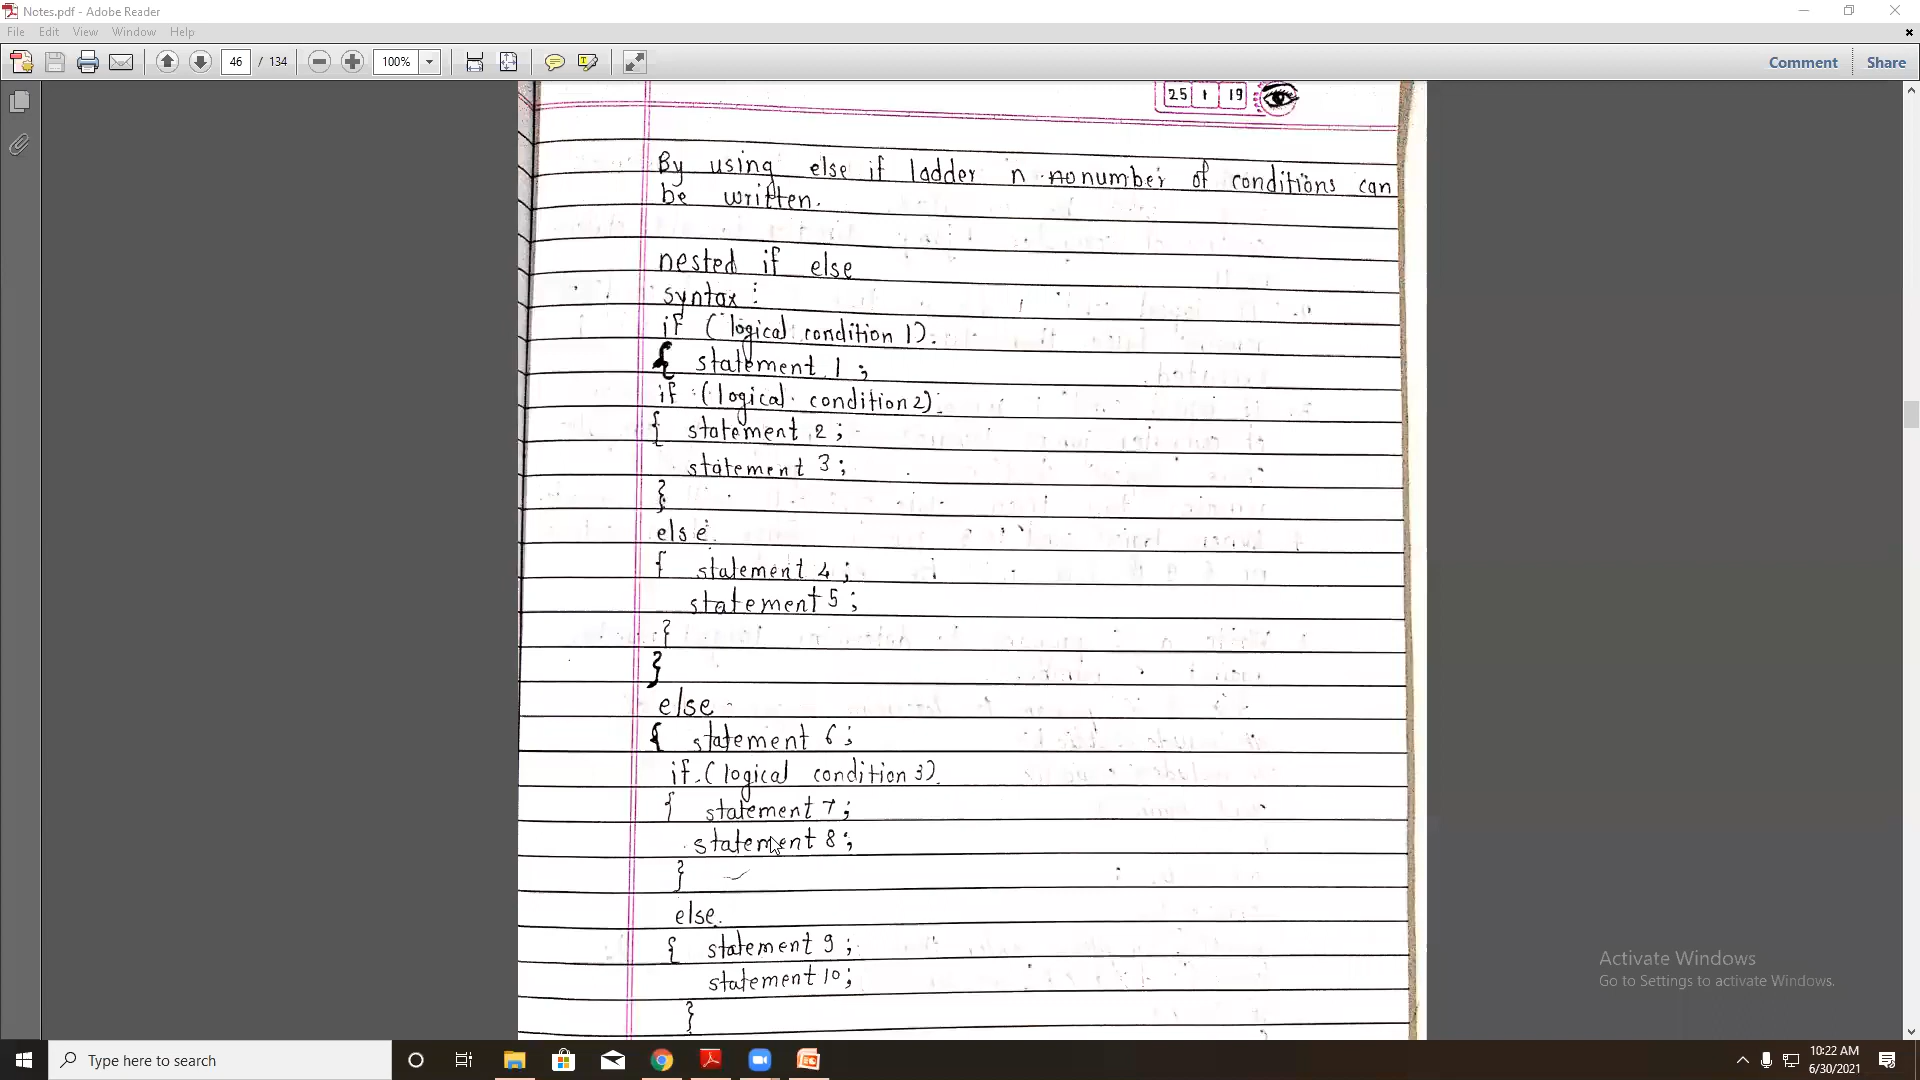 Notes.pdf - Adobe Reader
File Edit View Window Help
46 / 134 100% Comment Share
25 1 19
By using else if ladder n no number of conditions can
be written.
nested if else
syntax :
if (logical condition 1).
{ statement 1 ;
if (logical condition 2).
{ statement 2 ;
statement 3 ;
}
else.
{ statement 4 ;
statement 5 ;
}
}
else
{ statement 6 ;
if (logical condition 3).
{ statement 7 ;
statement 8 ;
}
else.
{ statement 9 ;
statement 10 ;
}
Activate Windows
Go to Settings to activate Windows.
Type here to search
10:22 AM
6/30/2021